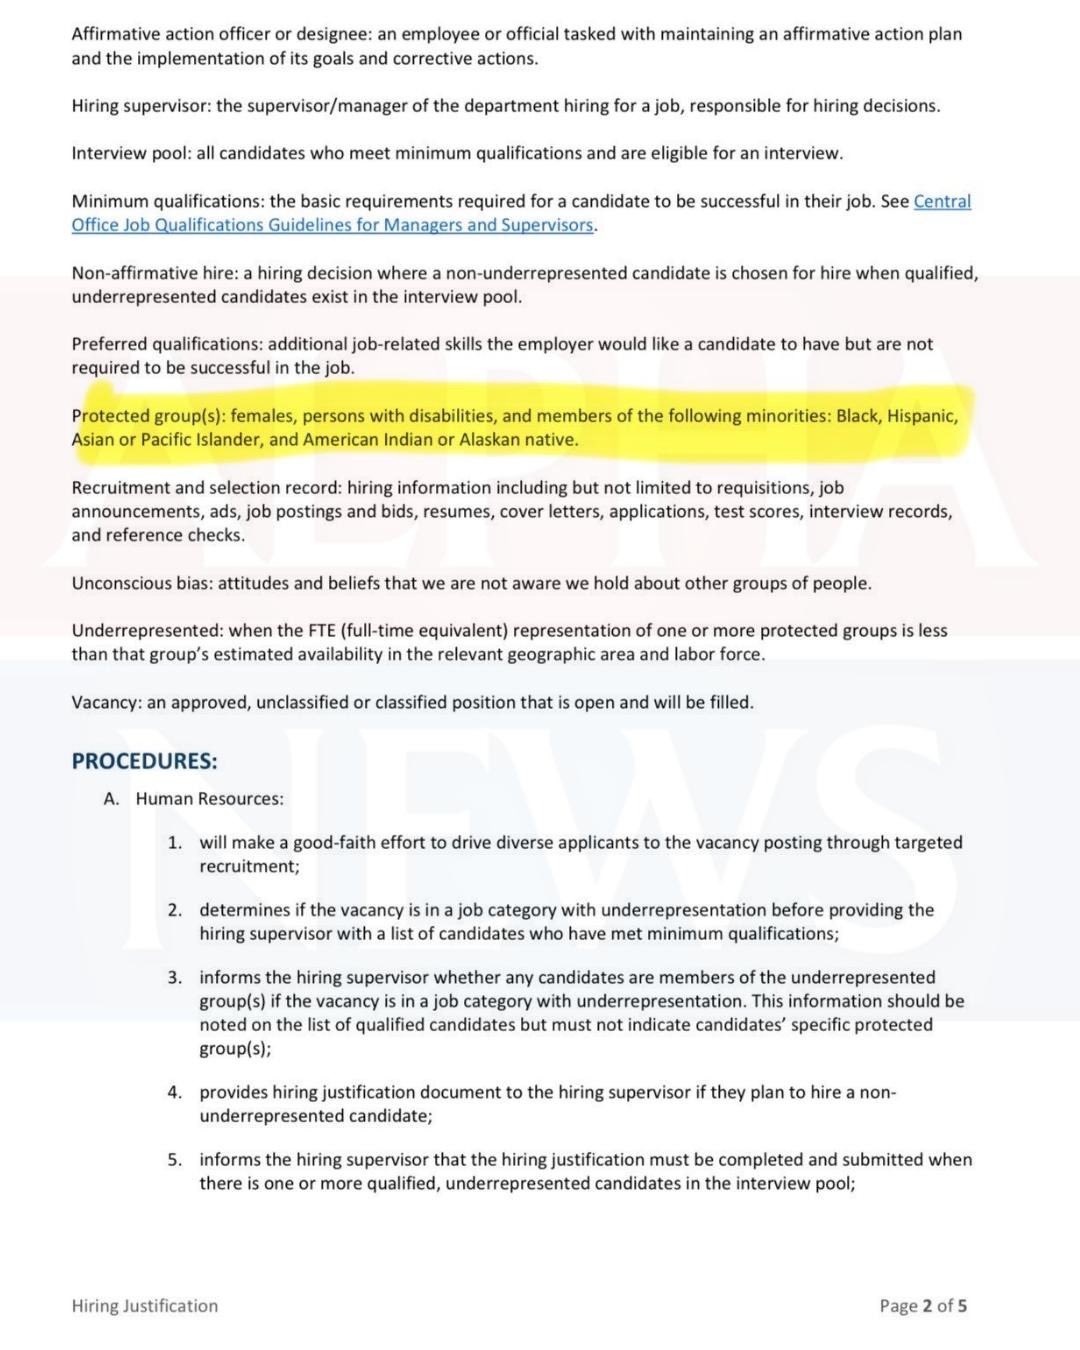 Affirmative action officer or designee: an employee or official tasked with maintaining an affirmative action plan
and the implementation of its goals and corrective actions.
Hiring supervisor: the supervisor/manager of the department hiring for a job, responsible for hiring decisions.
Interview pool: all candidates who meet minimum qualifications and are eligible for an interview.
Minimum qualifications: the basic requirements required for a candidate to be successful in their job. See Central
Office Job Qualifications Guidelines for Managers and Supervisors.
Non-affirmative hire: a hiring decision where a non-underrepresented candidate is chosen for hire when qualified,
underrepresented candidates exist in the interview pool.
Preferred qualifications: additional job-related skills the employer would like a candidate to have but are not
required to be successful in the job.
Protected group(s): females, persons with disabilities, and members of the following minorities: Black, Hispanic,
Asian or Pacific Islander, and American Indian or Alaskan native.
Recruitment and selection record: hiring information including but not limited to requisitions, job
announcements, ads, job postings and bids, resumes, cover letters, applications, test scores, interview records,
and reference checks.
Unconscious bias: attitudes and beliefs that we are not aware we hold about other groups of people.
Underrepresented: when the FTE (full-time equivalent) representation of one or more protected groups is less
than that group's estimated availability in the relevant geographic area and labor force.
Vacancy: an approved, unclassified or classified position that is open and will be filled.
PROCEDURES:
A. Human Resources:
1. will make a good-faith effort to drive diverse applicants to the vacancy posting through targeted
recruitment;
2. determines if the vacancy is in a job category with underrepresentation before providing the
hiring supervisor with a list of candidates who have met minimum qualifications;
3. informs the hiring supervisor whether any candidates are members of the underrepresented
group(s) if the vacancy is in a job category with underrepresentation. This information should be
noted on the list of qualified candidates but must not indicate candidates' specific protected
group(s);
4. provides hiring justification document to the hiring supervisor if they plan to hire a non-
underrepresented candidate;
5. informs the hiring supervisor that the hiring justification must be completed and submitted when
there is one or more qualified, underrepresented candidates in the interview pool;
Hiring Justification
Page 2 of 5
ALPHA
NEWS